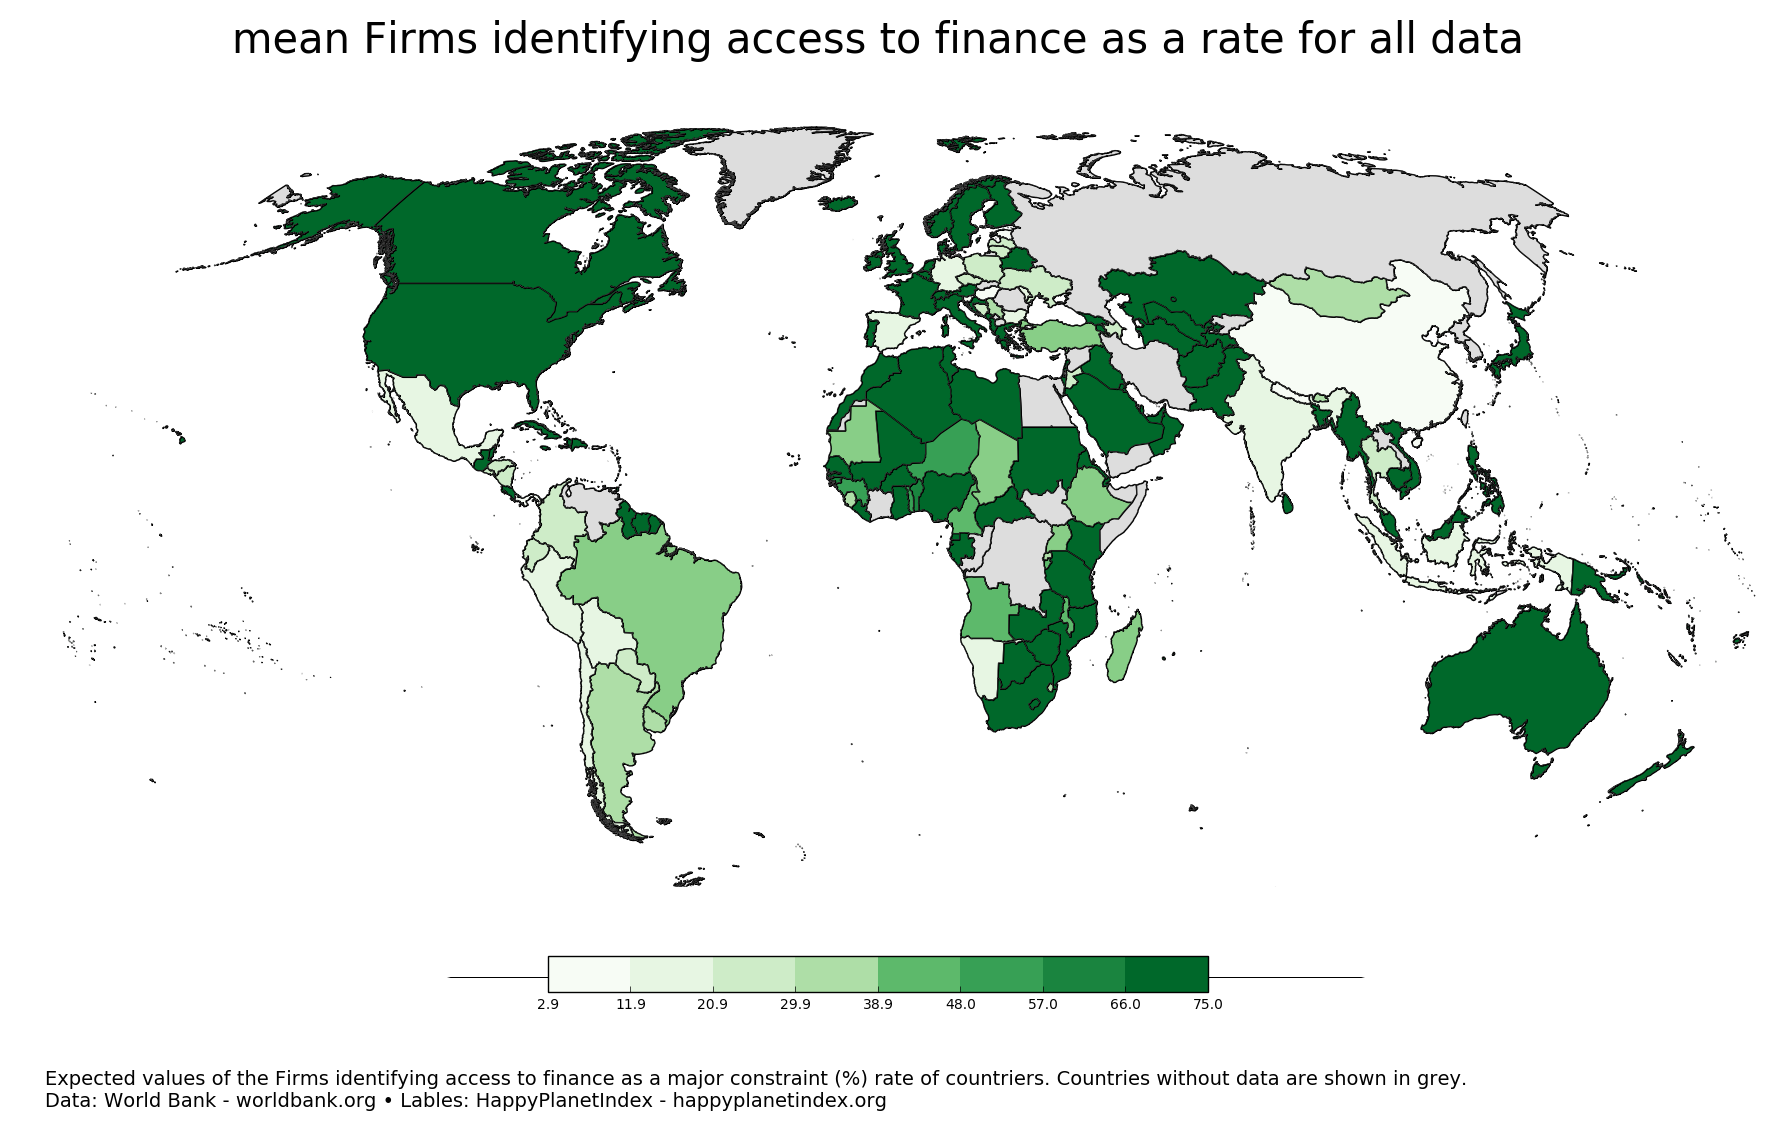 mean Firms identifying access to finance as a rate for all data
2.9 11.9 20.9 29.9 38.9 48.0 57.0 66.0 75.0
Expected values of the Firms identifying access to finance as a major constraint (%) rate of countriers. Countries without data are shown in grey.
Data: World Bank - worldbank.org • Lables: HappyPlanetIndex - happyplanetindex.org